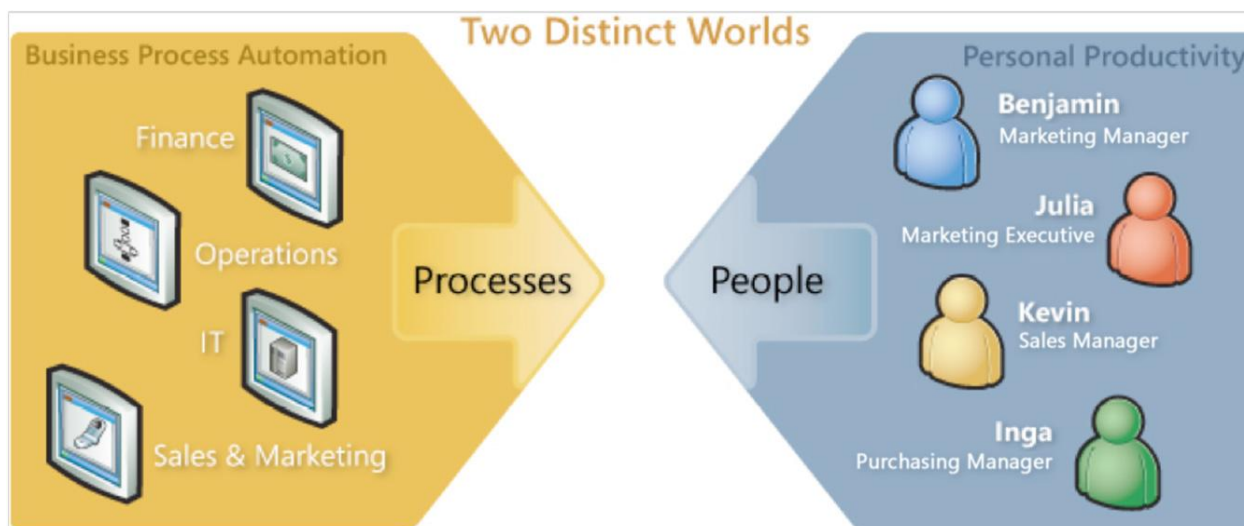 Two Distinct Worlds
Business Process Automation
Finance
Operations
IT
Sales & Marketing
Processes
People
Personal Productivity
Benjamin
Marketing Manager
Julia
Marketing Executive
Kevin
Sales Manager
Inga
Purchasing Manager